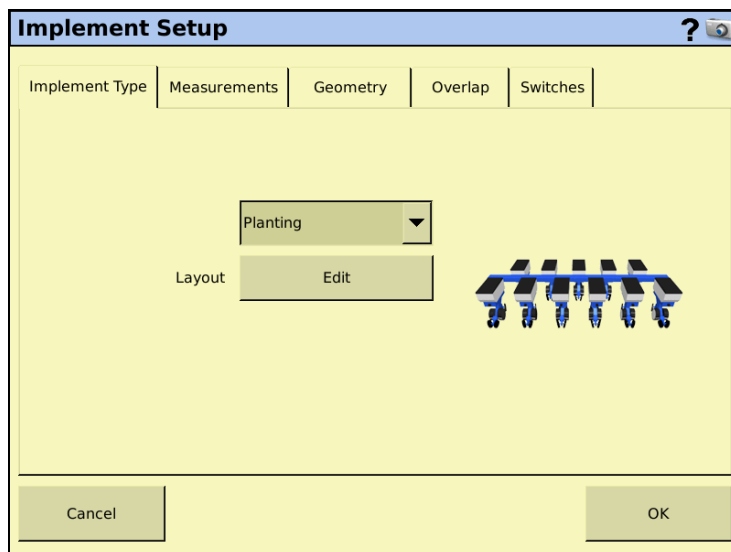 Implement Setup ?
Implement Type Measurements Geometry Overlap Switches
Planting
Layout Edit
Cancel OK